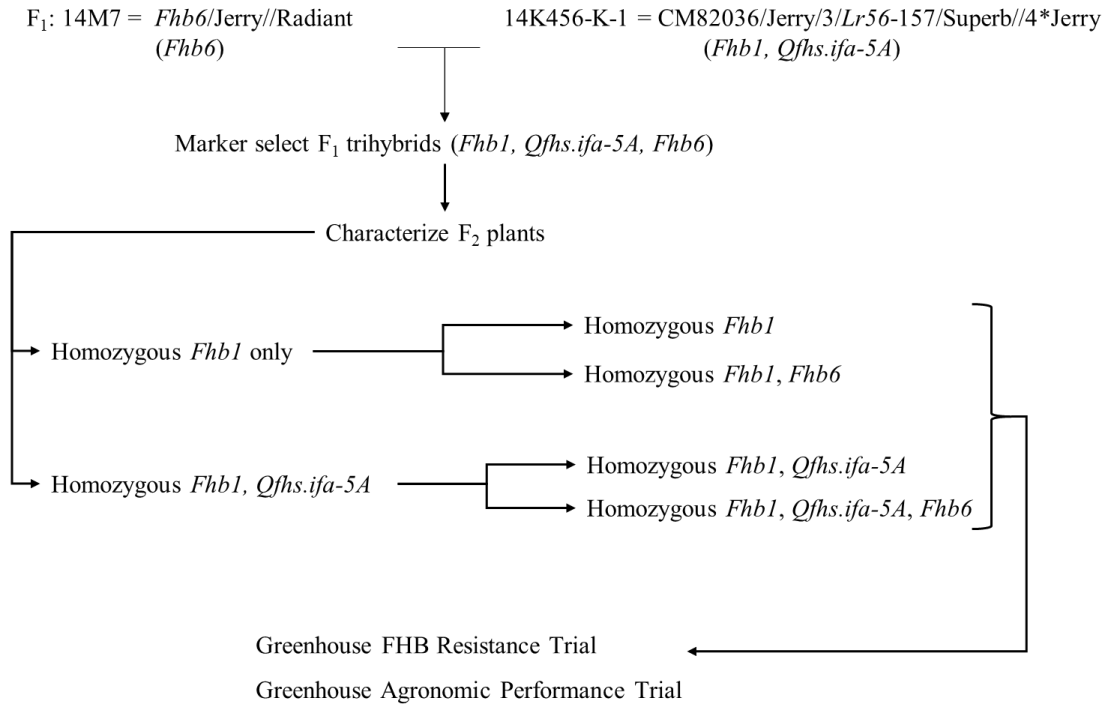 F₁: 14M7 = Fhb6/Jerry//Radiant
(Fhb6)
14K456-K-1 = CM82036/Jerry/3/Lr56-157/Superb//4*Jerry
(Fhb1, Qfhs.ifa-5A)
Marker select F₁ trihybrids (Fhb1, Qfhs.ifa-5A, Fhb6)
Characterize F₂ plants
Homozygous Fhb1 only
Homozygous Fhb1
Homozygous Fhb1, Fhb6
Homozygous Fhb1, Qfhs.ifa-5A
Homozygous Fhb1, Qfhs.ifa-5A
Homozygous Fhb1, Qfhs.ifa-5A, Fhb6
Greenhouse FHB Resistance Trial
Greenhouse Agronomic Performance Trial